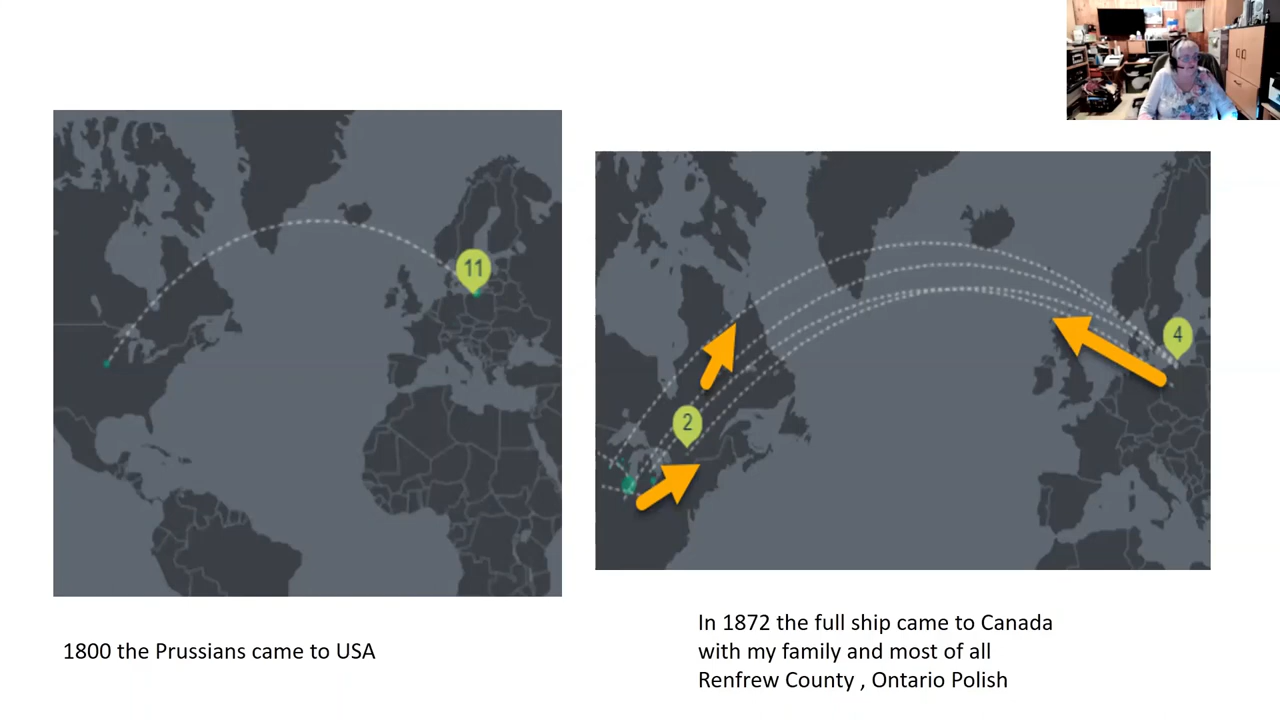 11
4
2
1800 the Prussians came to USA
In 1872 the full ship came to Canada
with my family and most of all
Renfrew County , Ontario Polish